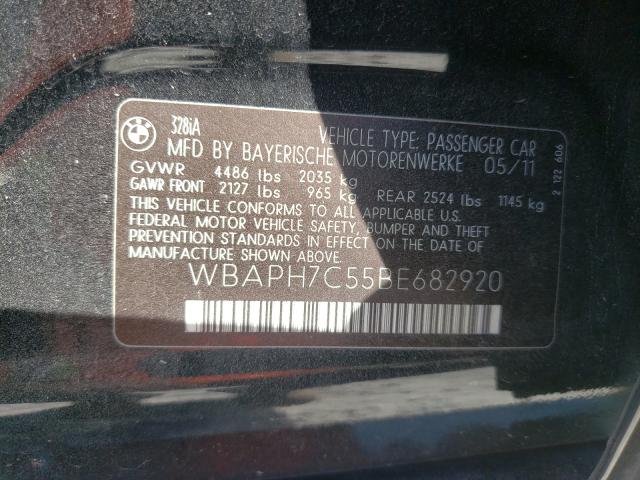 328iA
VEHICLE TYPE: PASSENGER CAR
MFD BY BAYERISCHE MOTORENWERKE 05/11
GVWR 4486 lbs 2035 kg
GAWR FRONT 2127 lbs 965 kg REAR 2524 lbs 1145 kg
THIS VEHICLE CONFORMS TO ALL APPLICABLE U.S.
FEDERAL MOTOR VEHICLE SAFETY, BUMPER AND THEFT
PREVENTION STANDARDS IN EFFECT ON THE DATE OF
MANUFACTURE SHOWN ABOVE.
WBAPH7C55BE682920
2 122 606